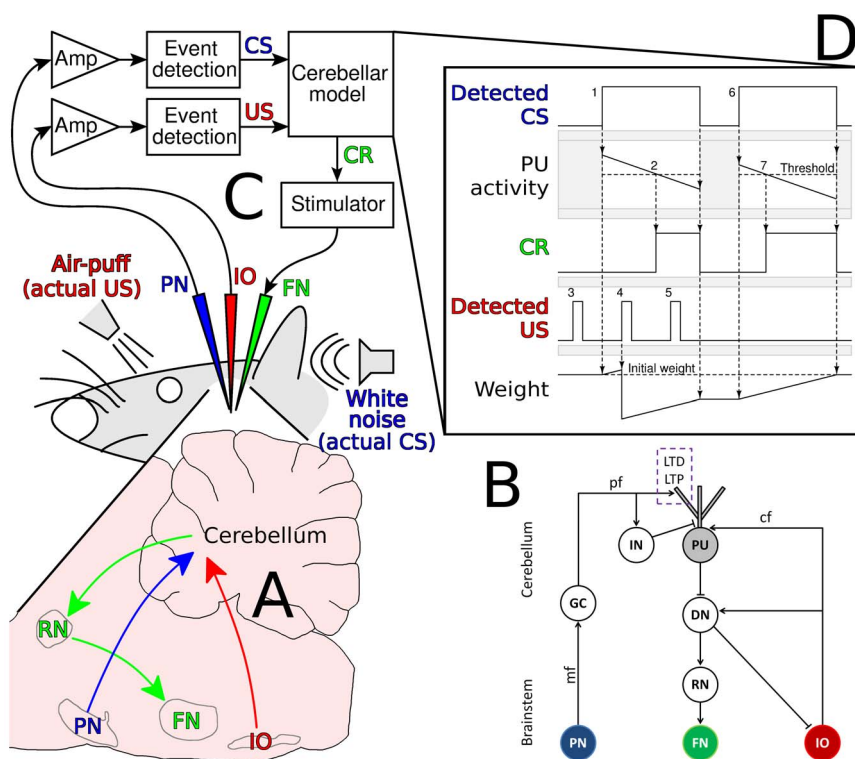 Amp
Event
detection
CS
Cerebellar
model
Amp
Event
detection
US
CR
C
Stimulator
Air-puff
(actual US)
PN
IO
FN
White
noise
(actual CS)
Cerebellum
A
RN
PN
FN
IO
D
Detected
CS
1
6
PU
activity
2
7
Threshold
CR
Detected
US
3
4
5
Weight
Initial weight
B
Cerebellum
Brainstem
LTD
LTP
pf
cf
IN
PU
GC
DN
mf
RN
PN
FN
IO